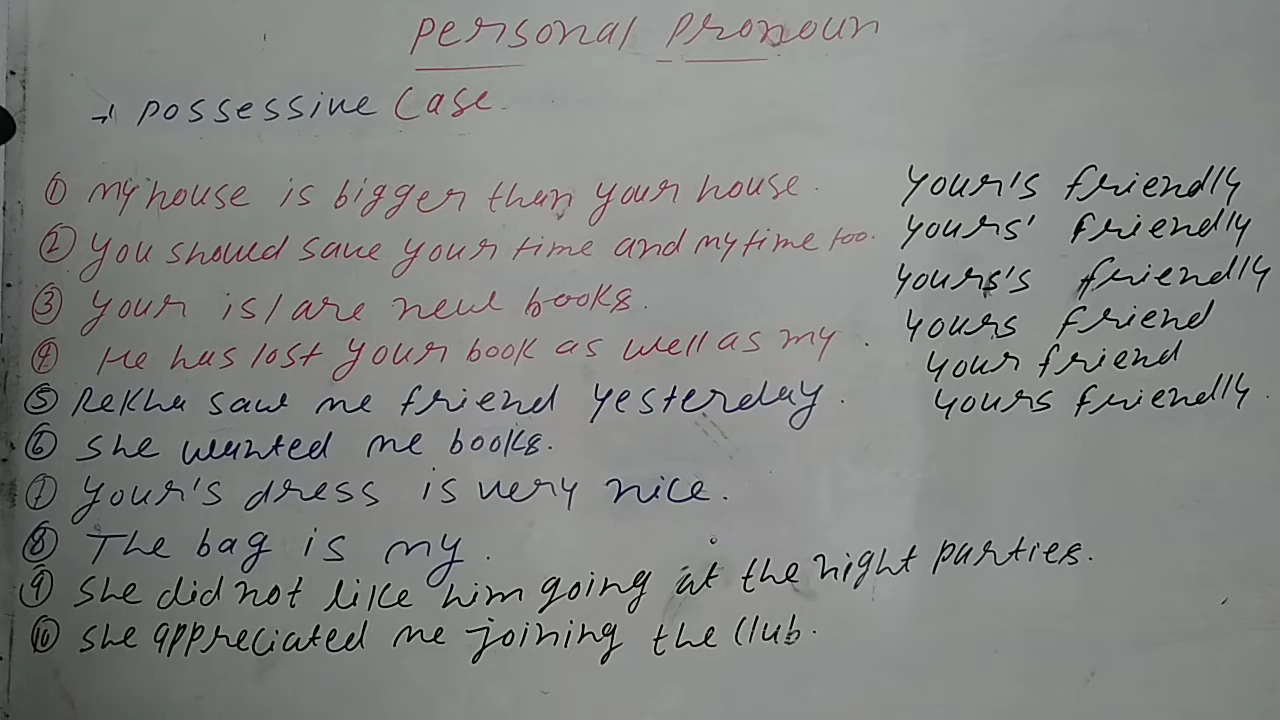 Personal Pronoun
→ Possessive Case.
① My house is bigger than your house.
② You should save your time and my time too.
③ Your is/are new books.
④ He has lost your book as well as my.
⑤ Rekha saw me friend yesterday.
⑥ She wanted me books.
⑦ Your's dress is very nice.
⑧ The bag is my.
⑨ She did not like him going at the night parties.
⑩ She appreciated me joining the club.
Your's friendly
Yours' friendly
Yours's friendly
Yours friend
Your friend
Yours friendly.